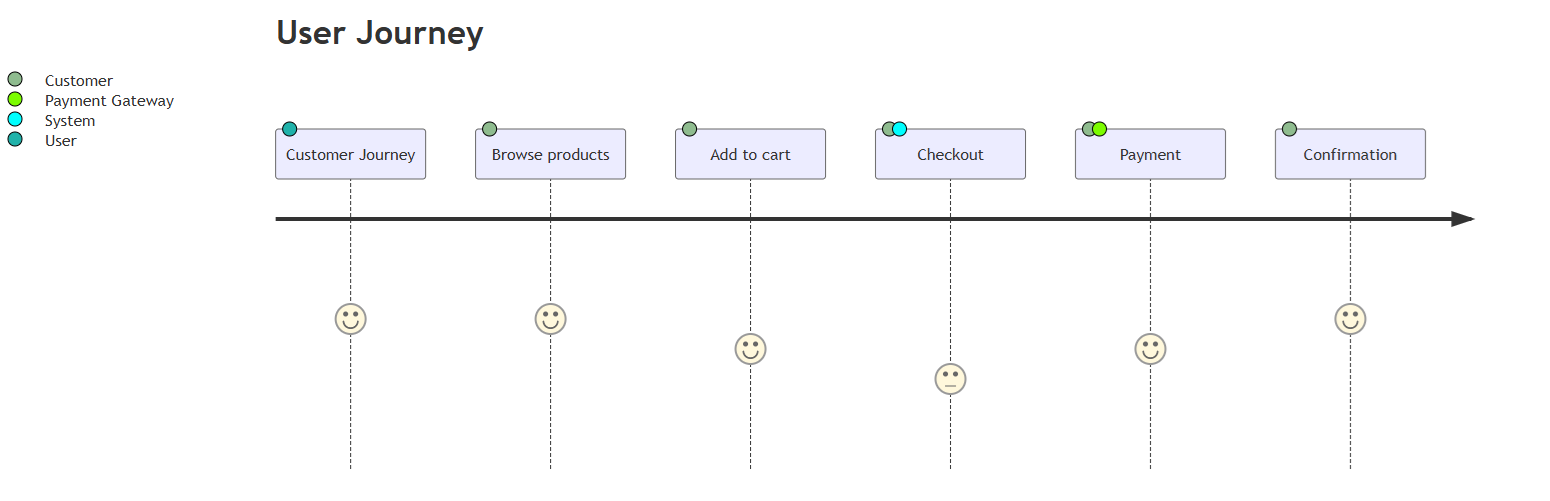 User Journey
Customer
Payment Gateway
System
User
Customer Journey
Browse products
Add to cart
Checkout
Payment
Confirmation